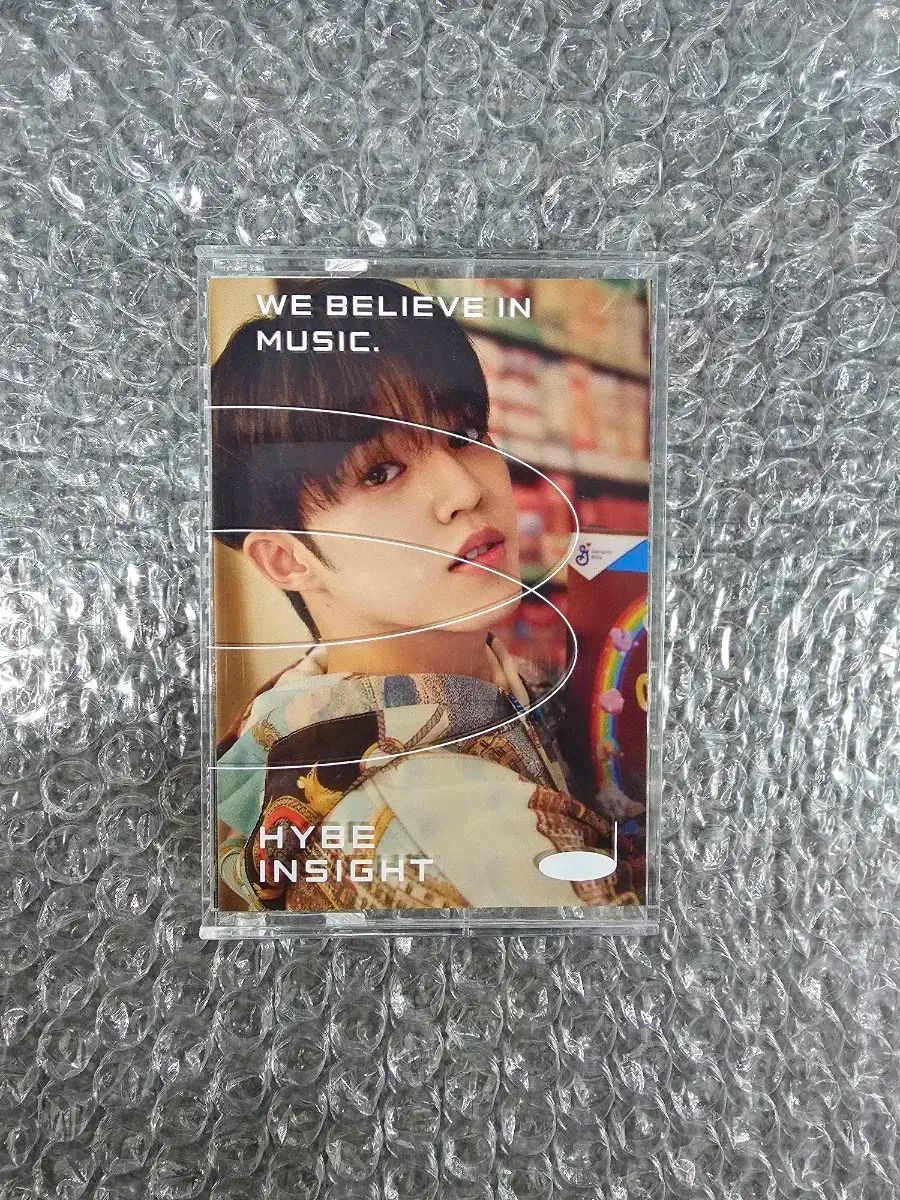 WE BELIEVE IN
MUSIC.
HYBE
INSIGHT